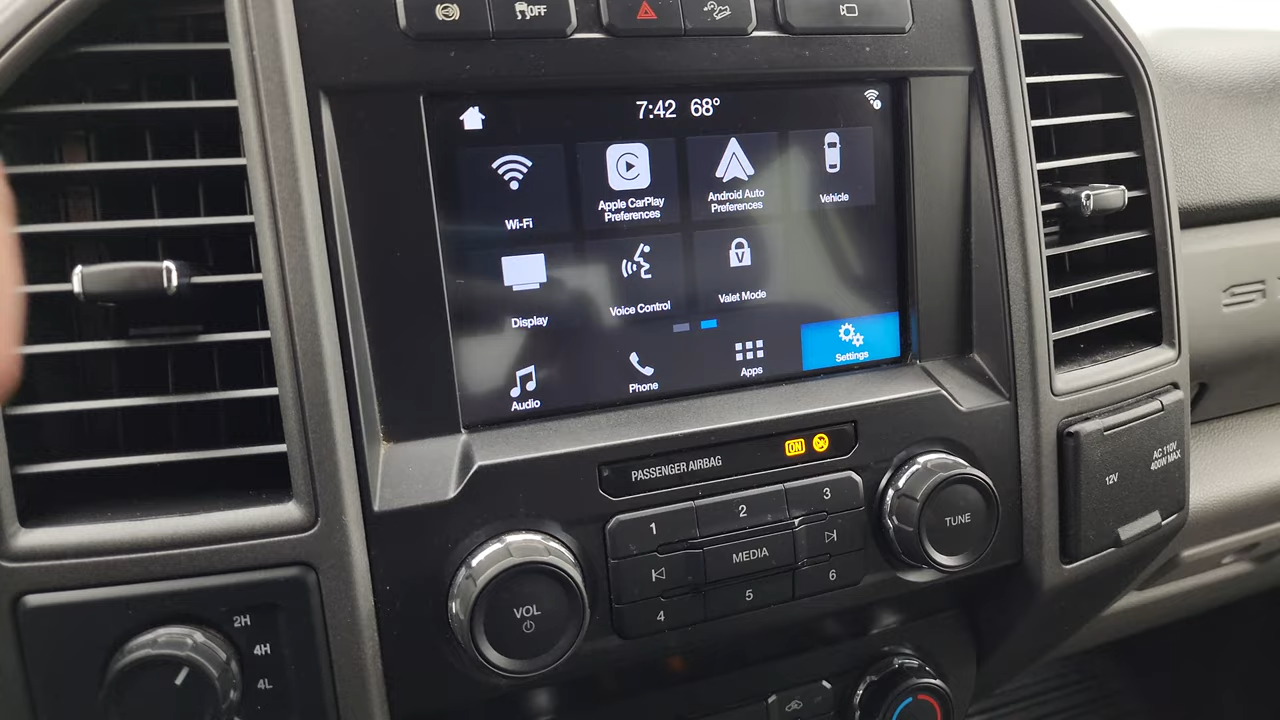 OFF
7:42 68°
Wi-Fi
Apple CarPlay
Preferences
Android Auto
Preferences
Vehicle
Display
Voice Control
V
Valet Mode
Audio
Phone
Apps
Settings
PASSENGER AIRBAG
ON
1
2
3
MEDIA
4
5
6
VOL
TUNE
12V
AC 110V
400W MAX
2H
4H
4L